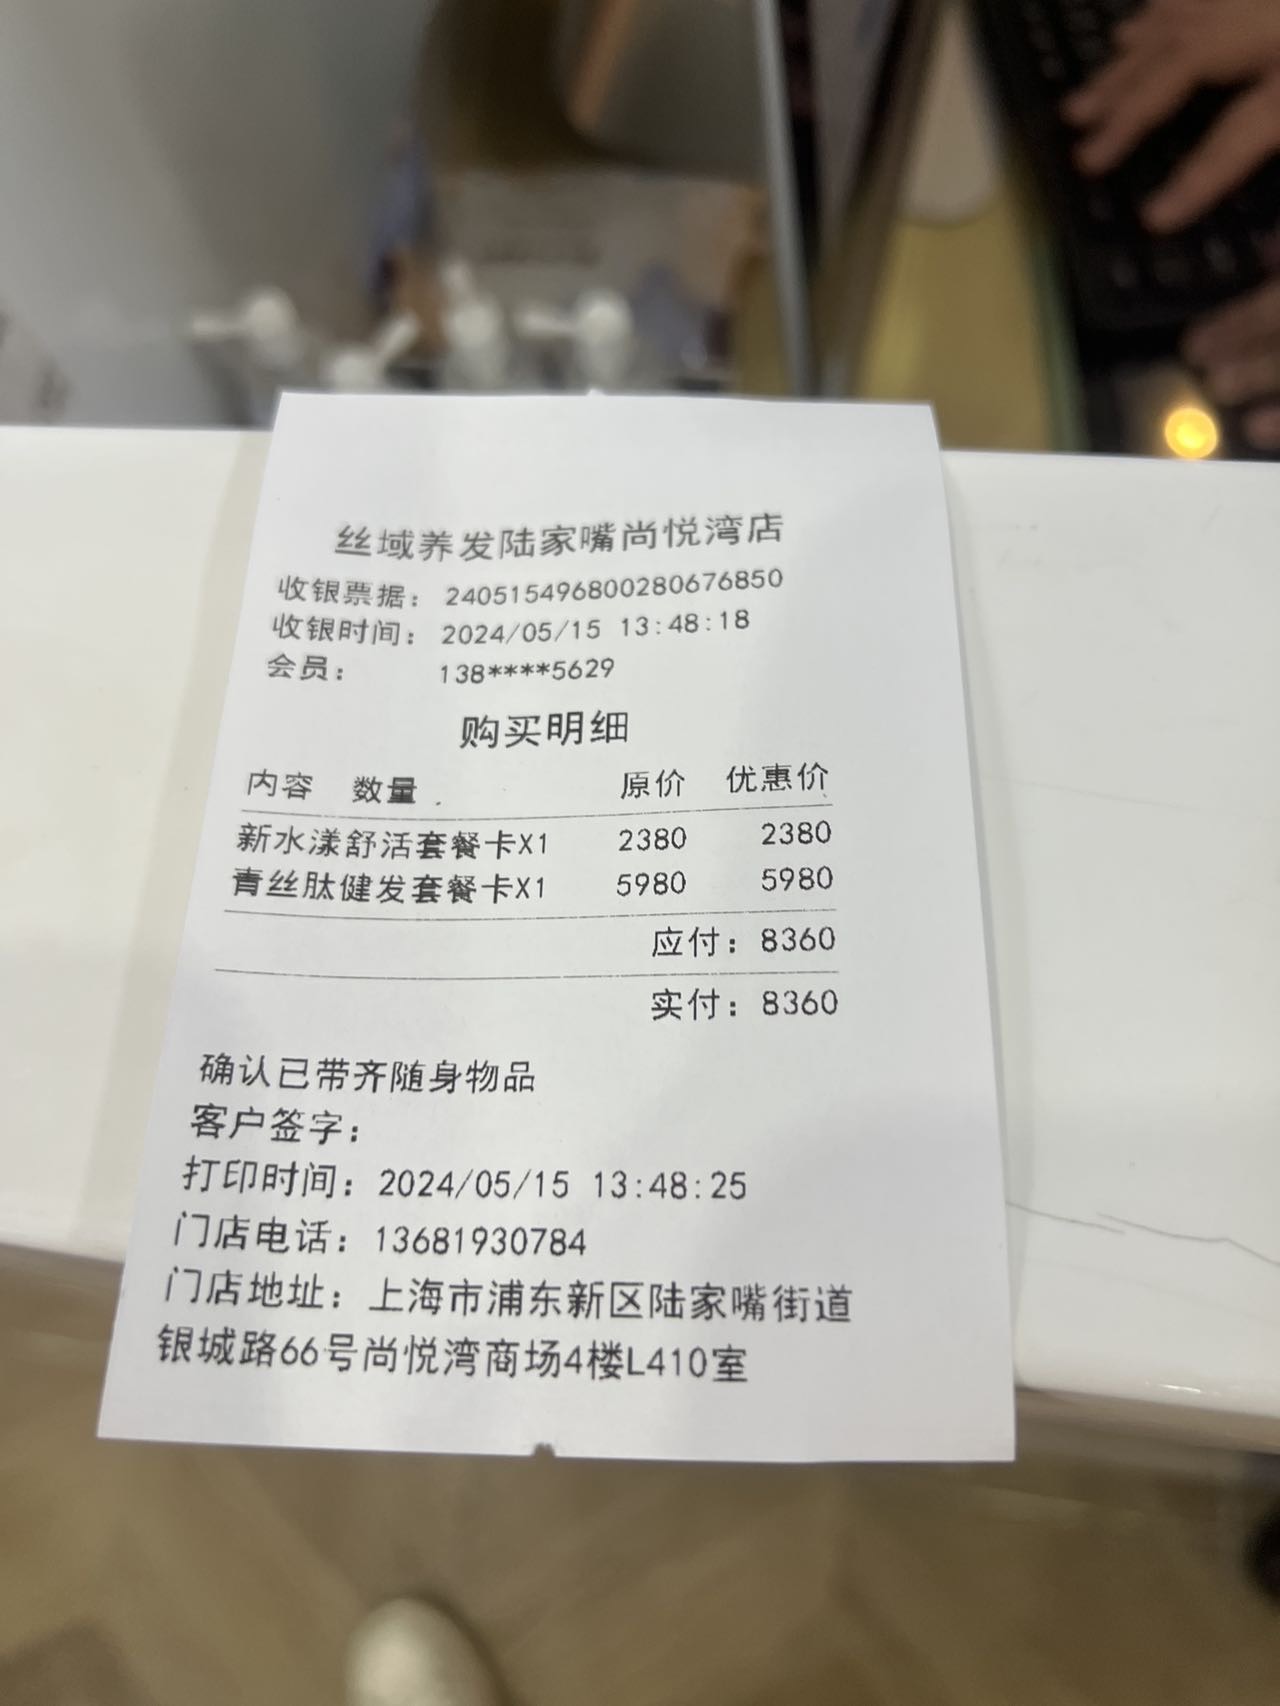 丝域养发陆家嘴尚悦湾店
收银票据： 240515496800280676850
收银时间： 2024/05/15 13:48:18
会员： 138****5629
购买明细
内容 数量 原价 优惠价
新水漾舒活套餐卡X1 2380 2380
青丝肽健发套餐卡X1 5980 5980
应付：8360
实付：8360
确认已带齐随身物品
客户签字：
打印时间：2024/05/15 13:48:25
门店电话：13681930784
门店地址：上海市浦东新区陆家嘴街道
银城路66号尚悦湾商场4楼L410室